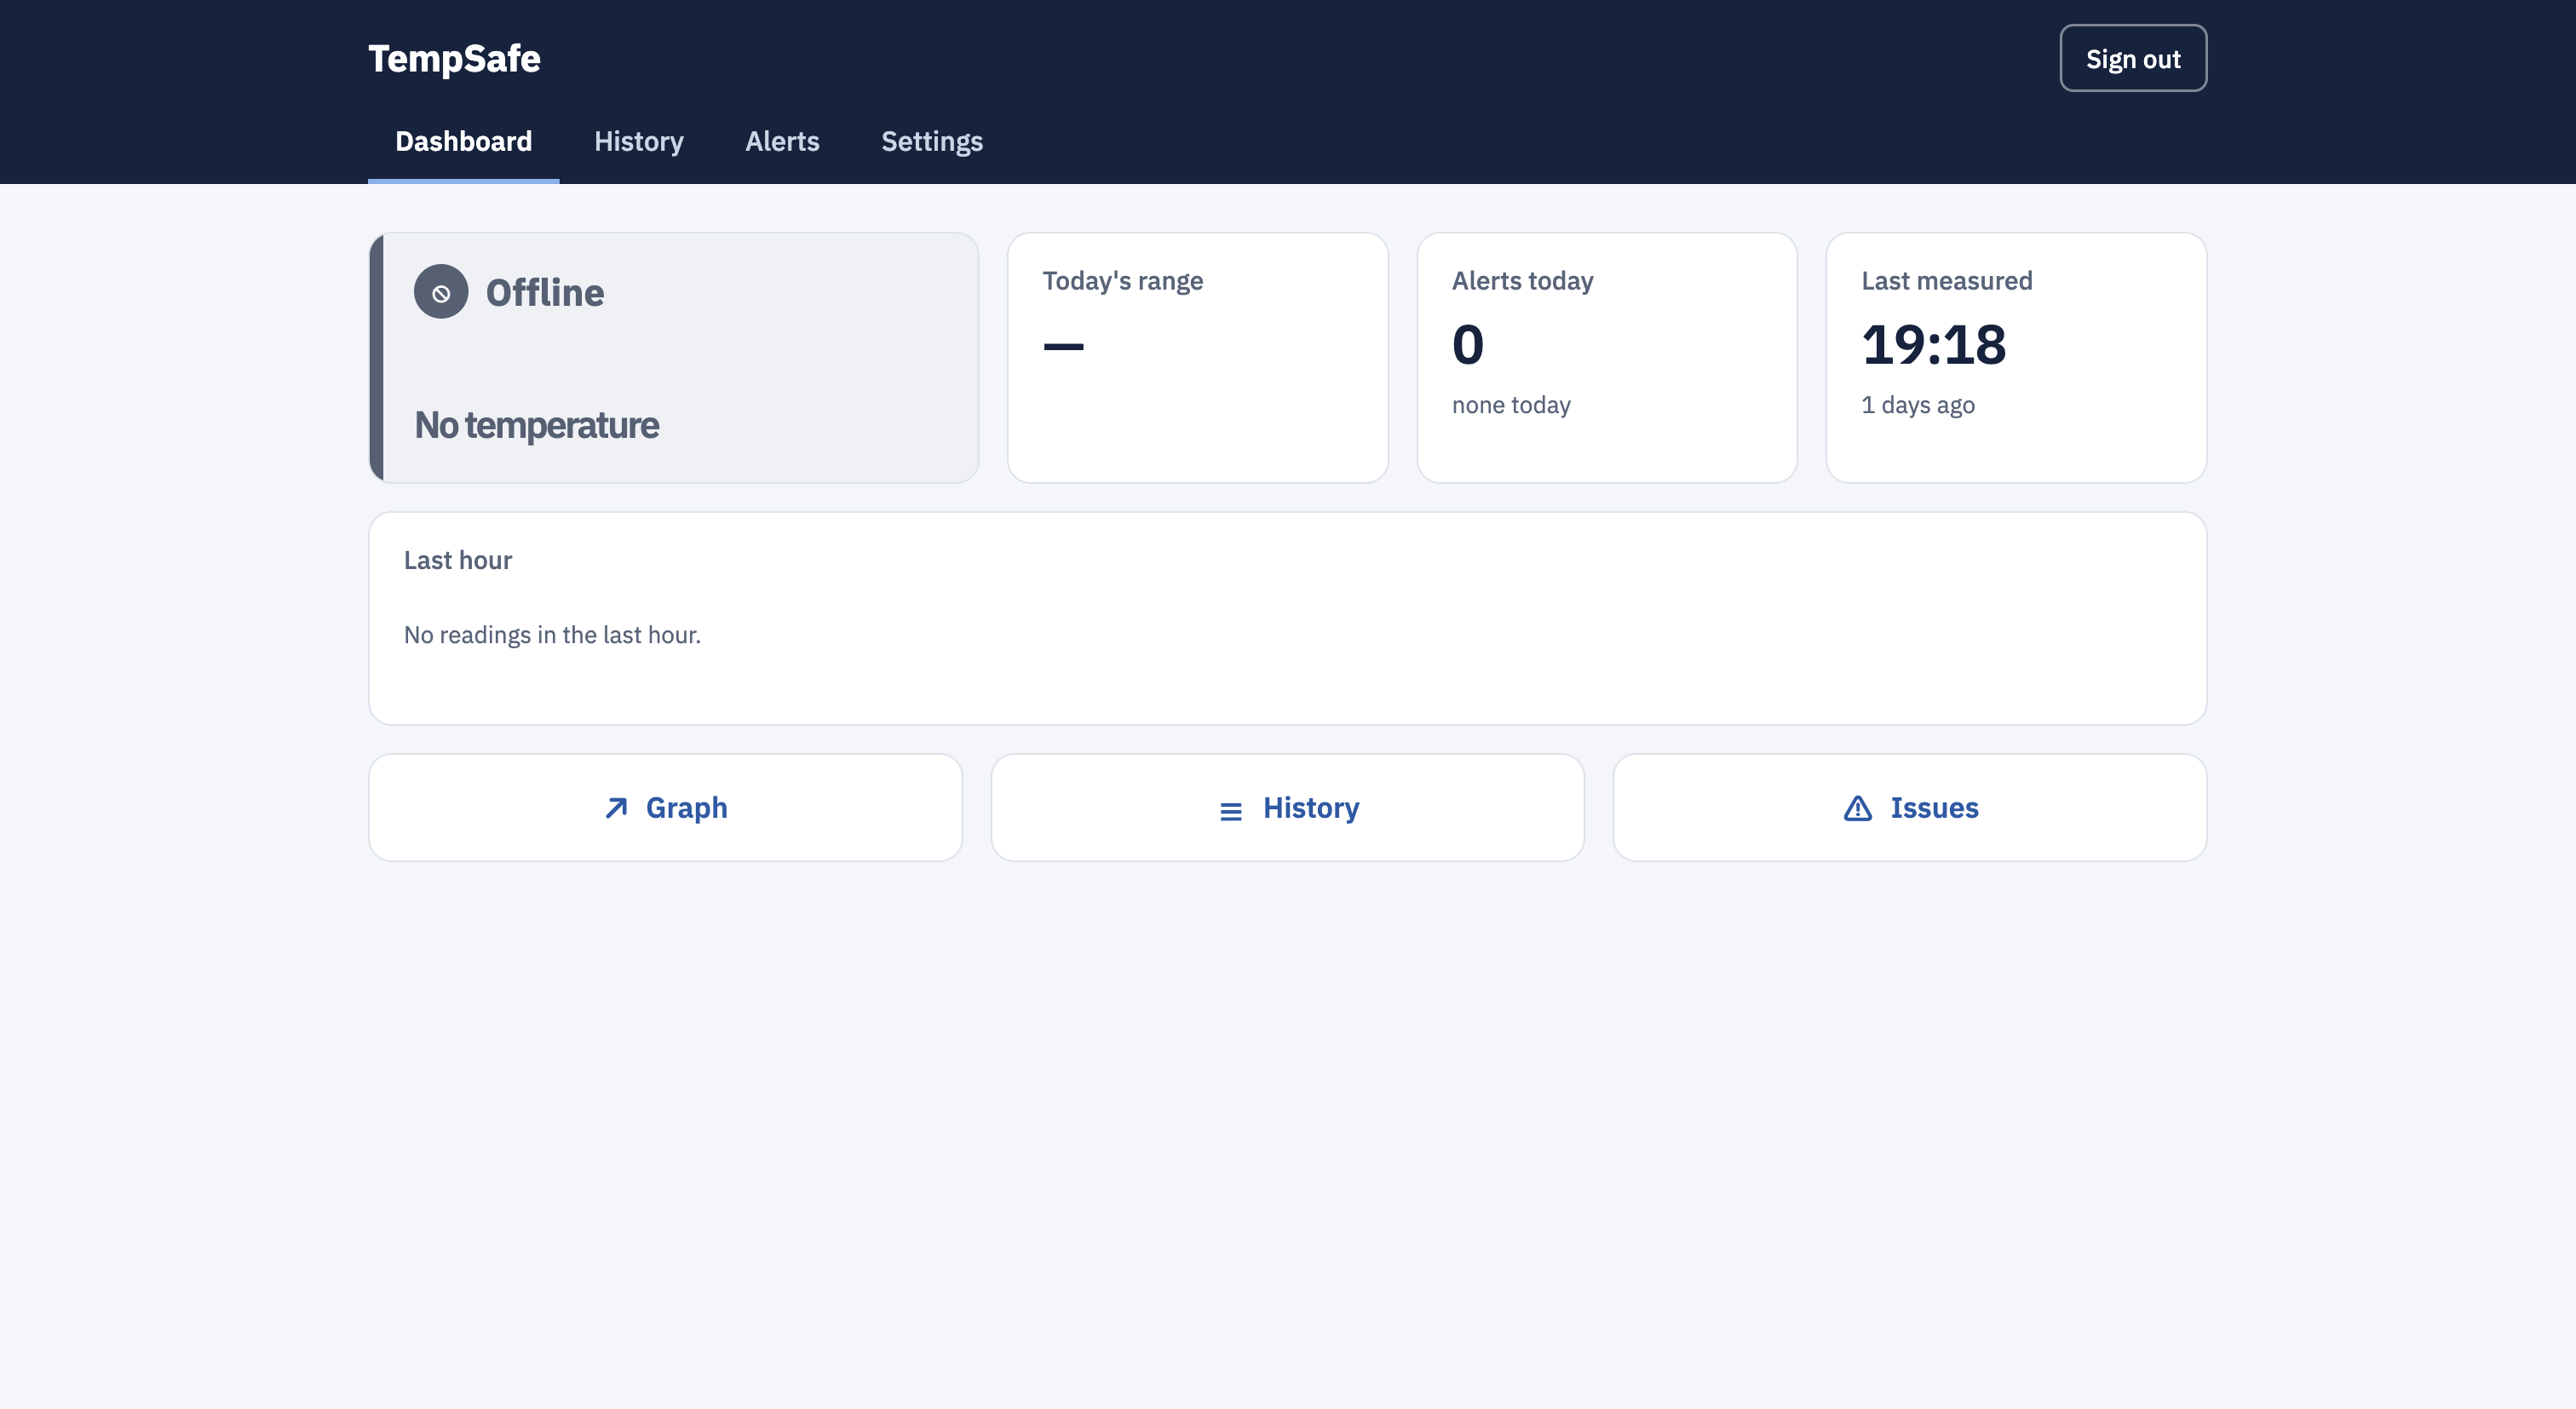 TempSafe
Sign out
Dashboard
History
Alerts
Settings
Offline
No temperature
Today's range
—
Alerts today
0
none today
Last measured
19:18
1 days ago
Last hour
No readings in the last hour.
Graph
History
Issues